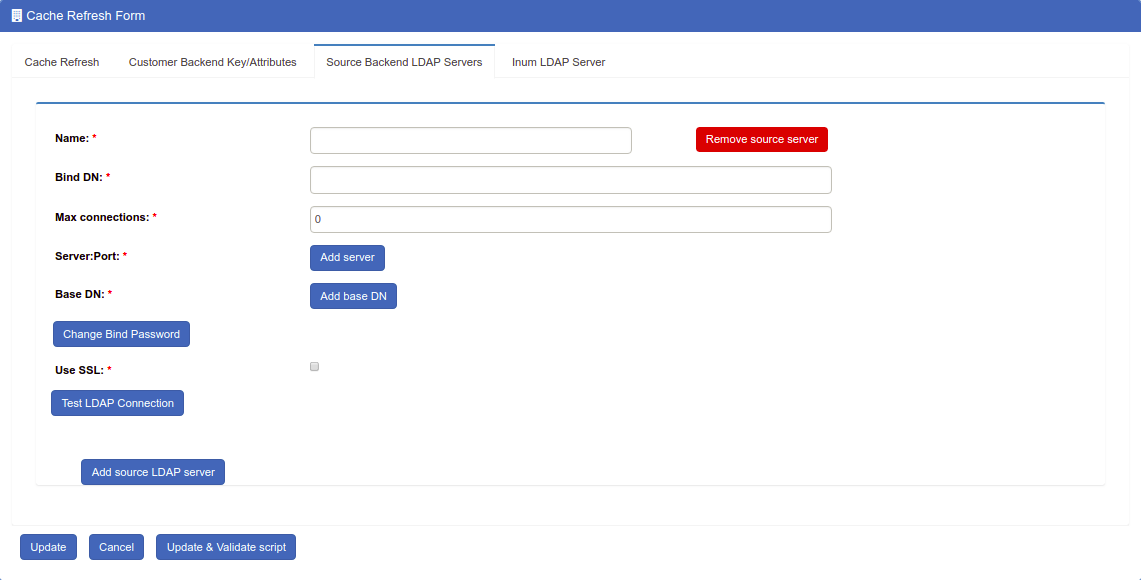 Cache Refresh Form
Cache Refresh Customer Backend Key/Attributes Source Backend LDAP Servers Inum LDAP Server
Name: * Remove source server
Bind DN: *
Max connections: * 0
Server:Port: * Add server
Base DN: * Add base DN
Change Bind Password
Use SSL: *
Test LDAP Connection
Add source LDAP server
Update Cancel Update & Validate script